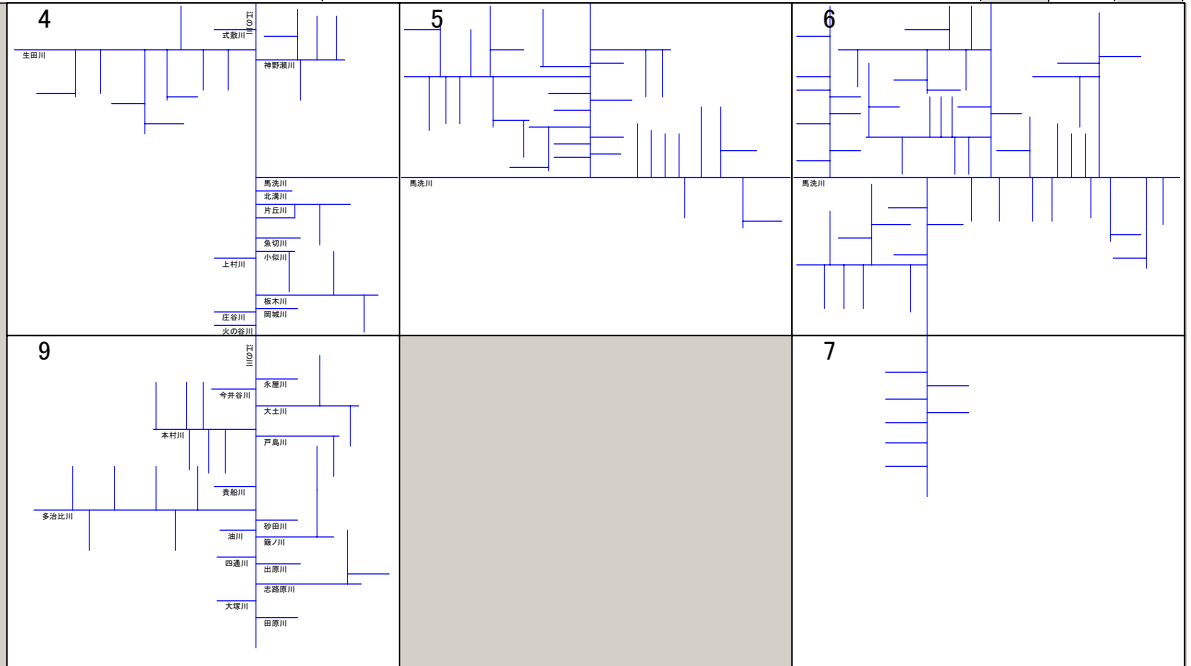 4
江の川
式敷川
生田川
神野瀬川
馬洗川
北溝川
片丘川
魚切川
小似川
上村川
板木川
岡城川
庄谷川
火の谷川
5
馬洗川
6
馬洗川
9
江の川
永屋川
今井谷川
大土川
本村川
戸島川
貴船川
多治比川
砂田川
油川
簸ノ川
四通川
出原川
志路原川
大塚川
田原川
7